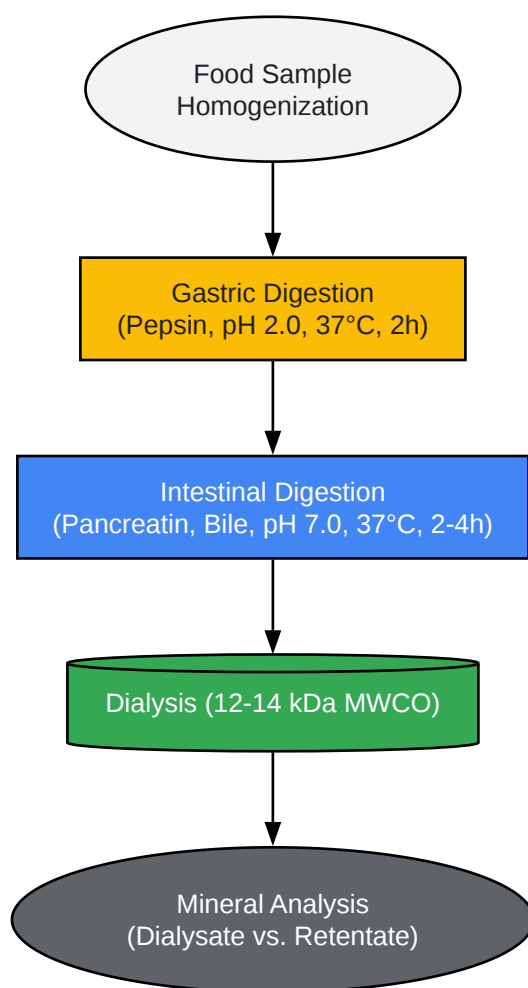 Food Sample
Homogenization
Gastric Digestion
(Pepsin, pH 2.0, 37°C, 2h)
Intestinal Digestion
(Pancreatin, Bile, pH 7.0, 37°C, 2-4h)
Dialysis (12-14 kDa MWCO)
Mineral Analysis
(Dialysate vs. Retentate)